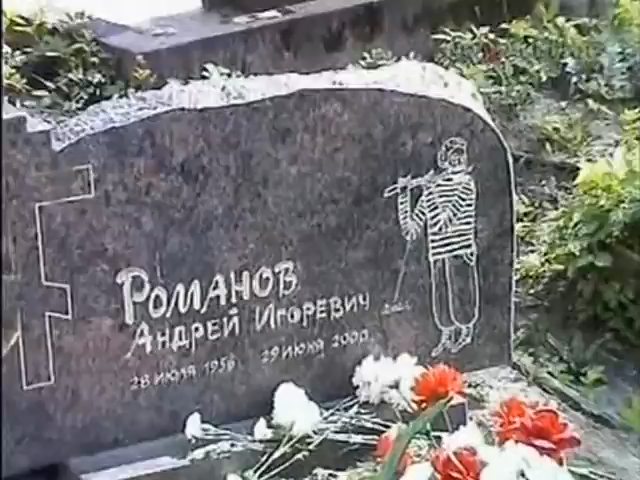 Романов
Андрей Игоревич
28 июля 1956 29 июня 2000.